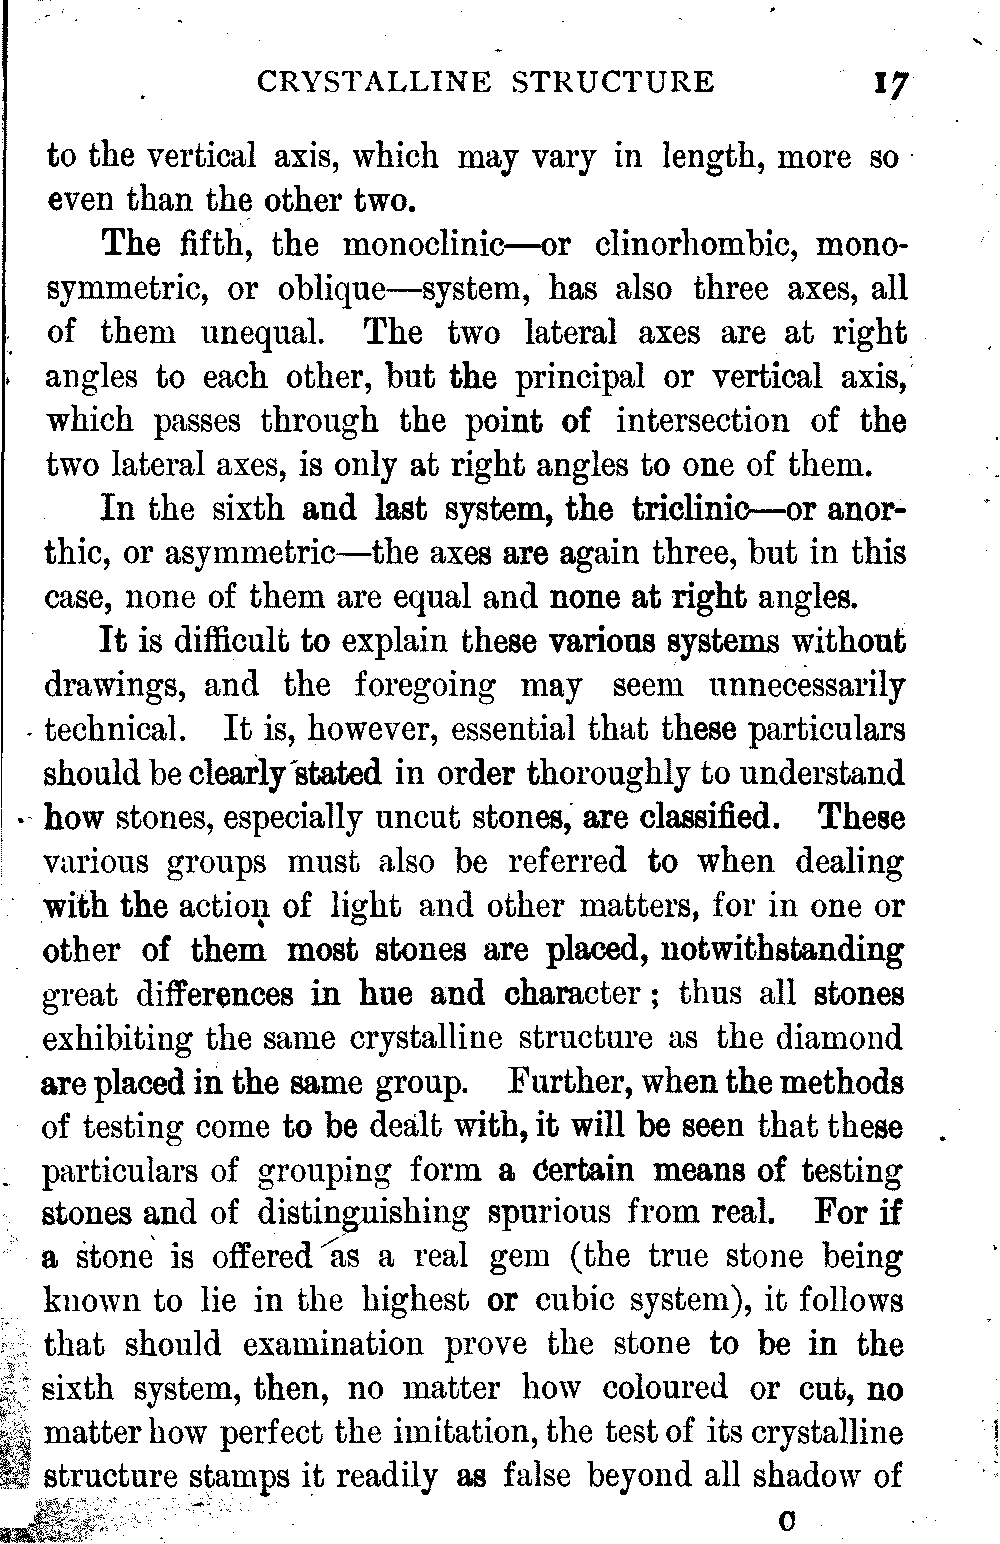 CRYSTALLINE STRUCTURE 17
to the vertical axis, which may vary in length, more so
even than the other two.
The fifth, the monoclinic—or clinorhombic, mono-
symmetric, or oblique—system, has also three axes, all
of them unequal. The two lateral axes are at right
angles to each other, but the principal or vertical axis,
which passes through the point of intersection of the
two lateral axes, is only at right angles to one of them.
In the sixth and last system, the triclinic—or anor-
thic, or asymmetric—the axes are again three, but in this
case, none of them are equal and none at right angles.
It is difficult to explain these various systems without
drawings, and the foregoing may seem unnecessarily
technical. It is, however, essential that these particulars
should be clearly stated in order thoroughly to understand
how stones, especially uncut stones, are classified. These
various groups must also be referred to when dealing
with the action of light and other matters, for in one or
other of them most stones are placed, notwithstanding
great differences in hue and character; thus all stones
exhibiting the same crystalline structure as the diamond
are placed in the same group. Further, when the methods
of testing come to be dealt with, it will be seen that these
particulars of grouping form a certain means of testing
stones and of distinguishing spurious from real. For if
a stone is offered as a real gem (the true stone being
known to lie in the highest or cubic system), it follows
that should examination prove the stone to be in the
sixth system, then, no matter how coloured or cut, no
matter how perfect the imitation, the test of its crystalline
structure stamps it readily as false beyond all shadow of
C